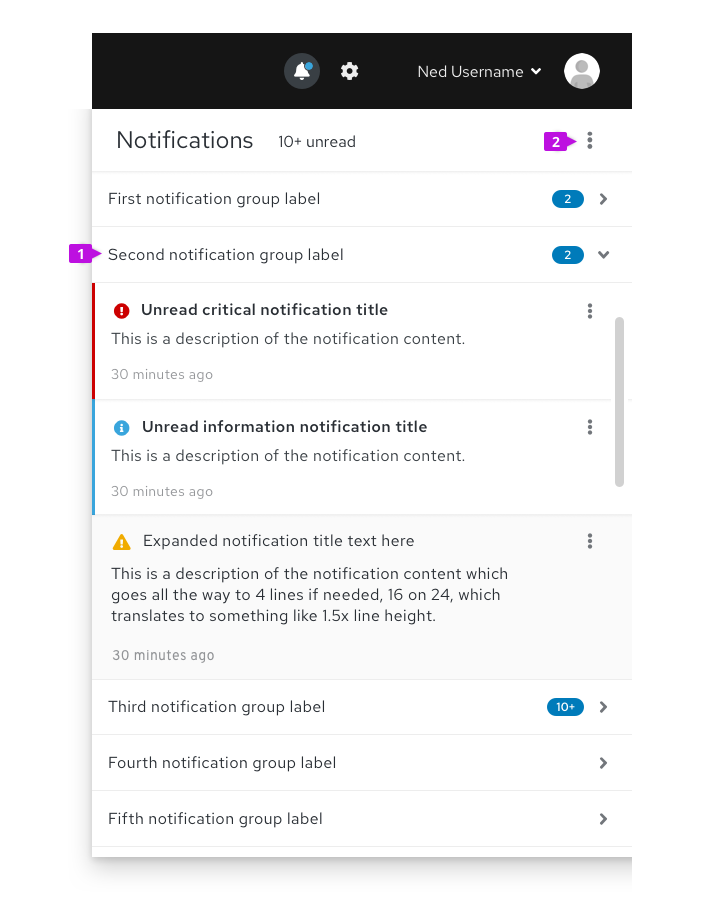 Ned Username
Notifications 10+ unread 2
First notification group label 2
1 Second notification group label 2
Unread critical notification title
This is a description of the notification content.
30 minutes ago
Unread information notification title
This is a description of the notification content.
30 minutes ago
Expanded notification title text here
This is a description of the notification content which
goes all the way to 4 lines if needed, 16 on 24, which
translates to something like 1.5x line height.
30 minutes ago
Third notification group label 10+
Fourth notification group label
Fifth notification group label